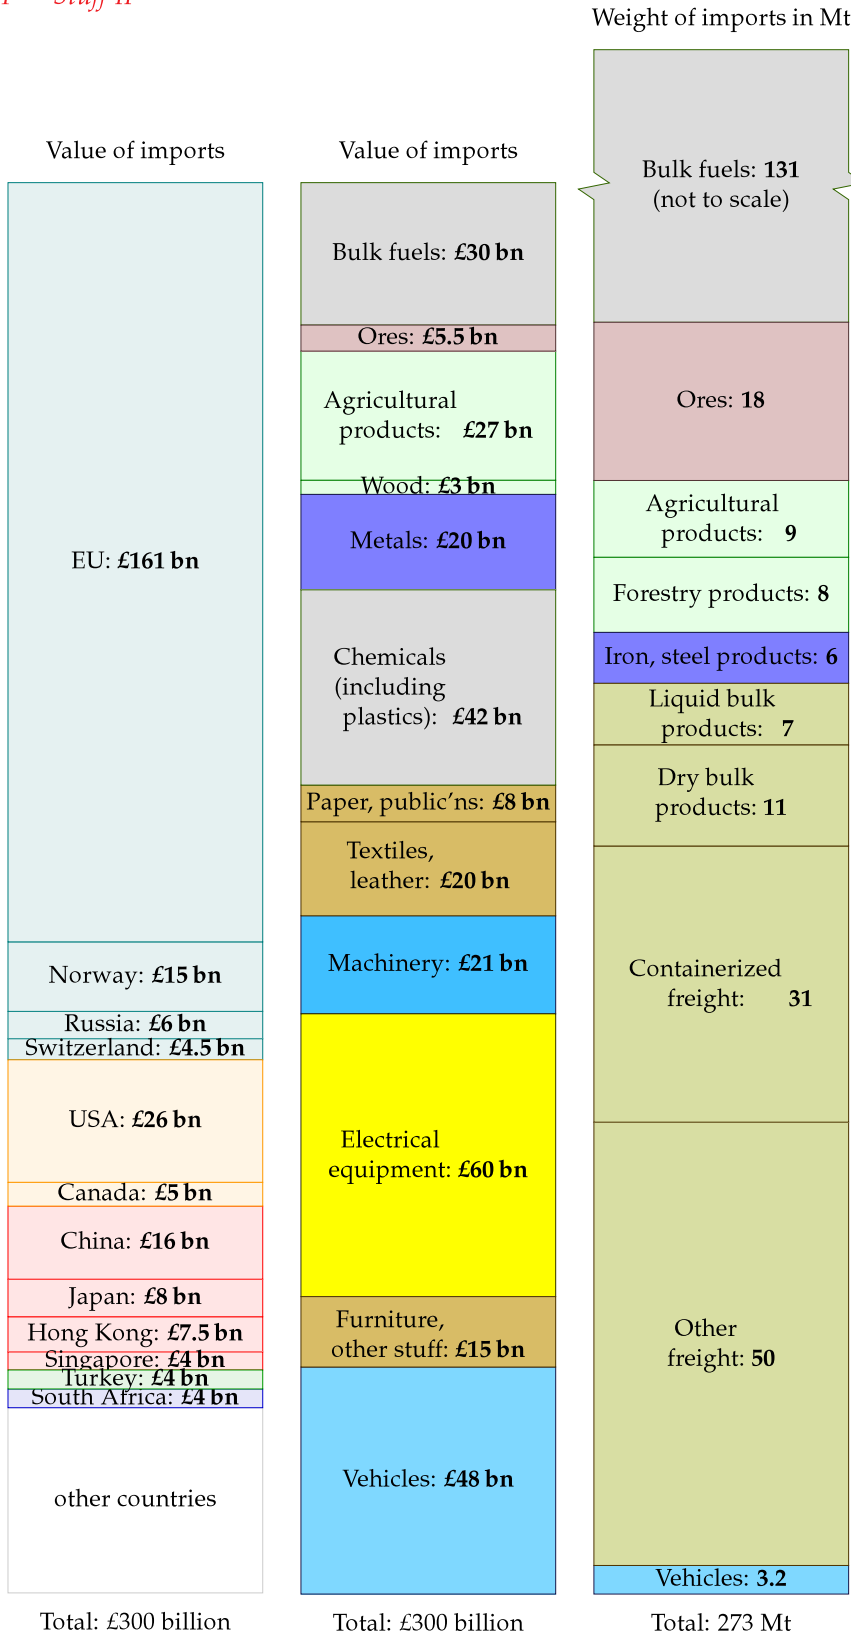 Stuff II
Weight of imports in Mt
Value of imports
Value of imports
EU: £161 bn
Norway: £15 bn
Russia: £6 bn
Switzerland: £4.5 bn
USA: £26 bn
Canada: £5 bn
China: £16 bn
Japan: £8 bn
Hong Kong: £7.5 bn
Singapore: £4 bn
Turkey: £4 bn
South Africa: £4 bn
other countries
Total: £300 billion
Bulk fuels: £30 bn
Ores: £5.5 bn
Agricultural
products: £27 bn
Wood: £3 bn
Metals: £20 bn
Chemicals
(including
plastics): £42 bn
Paper, public'ns: £8 bn
Textiles,
leather: £20 bn
Machinery: £21 bn
Electrical
equipment: £60 bn
Furniture,
other stuff: £15 bn
Vehicles: £48 bn
Total: £300 billion
Bulk fuels: 131
(not to scale)
Ores: 18
Agricultural
products: 9
Forestry products: 8
Iron, steel products: 6
Liquid bulk
products: 7
Dry bulk
products: 11
Containerized
freight: 31
Other
freight: 50
Vehicles: 3.2
Total: 273 Mt